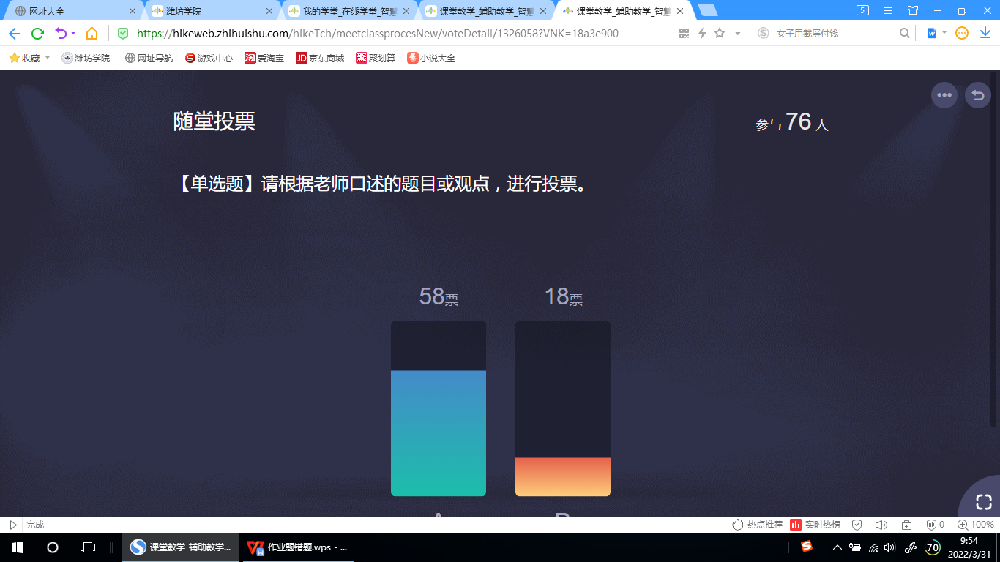 网址大全
潍坊学院
我的学堂_在线学堂_智慧
课堂教学_辅助教学_智慧
课堂教学_辅助教学_智慧
5
https://hikeweb.zhihuishu.com/hikeTch/meetclassprocesNew/voteDetail/1326058?VNK=18a3e900
女子用截屏付钱
收藏
潍坊学院
网址导航
游戏中心
淘 爱淘宝
JD 京东商城
聚 聚划算
小说大全
随堂投票
参与 76 人
【单选题】请根据老师口述的题目或观点，进行投票。
58票
18票
A
B
完成
热点推荐
实时热榜
0
100%
课堂教学_辅助教学...
作业题错题.wps - ...
70
9:54
2022/3/31